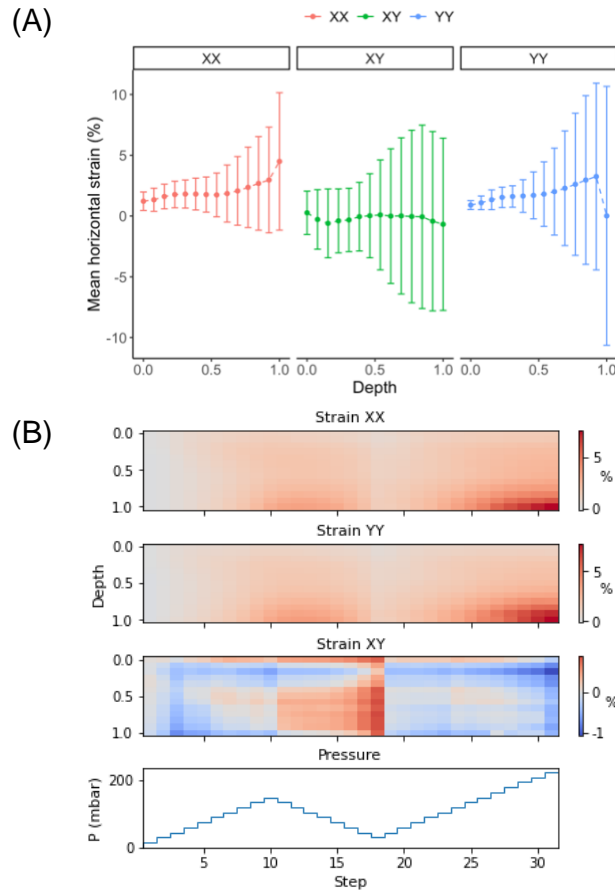 (A)
XX XY YY
XX XY YY
10
5
0
-5
-10
Mean horizontal strain (%)
0.0 0.5 1.0 0.0 0.5 1.0 0.0 0.5 1.0
Depth
(B)
Strain XX
0.0
0.5
1.0
5
0
%
Strain YY
0.0
0.5
1.0
Depth
5
0
%
Strain XY
0.0
0.5
1.0
0
-1
%
Pressure
200
0
P (mbar)
5 10 15 20 25 30
Step